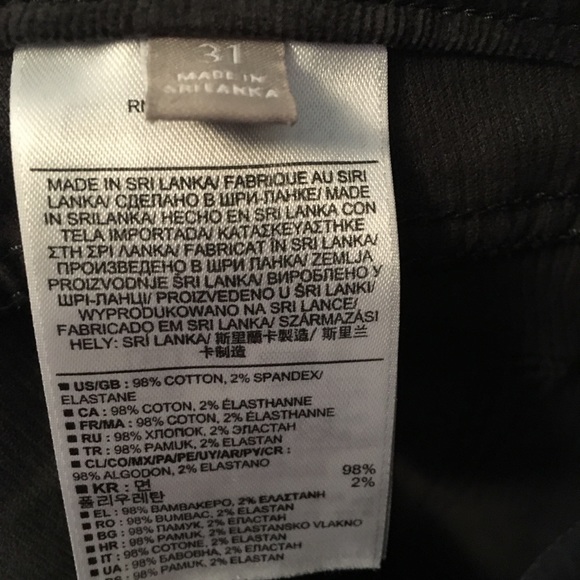 31
MADE IN
SRI LANKA
RN
MADE IN SRI LANKA/ FABRIQUE AU SIRI
LANKA/ СДЕЛАНО В ШРИ-ЛАНКЕ/ MADE
IN SRILANKA/ HECHO EN SRI LANKA CON
TELA IMPORTADA/ ΚΑΤΑΣΚΕΥΑΣΤΗΚΕ
ΣΤΗ ΣΡΙ ΛΑΝΚΑ/ FABRICAT ÎN SRI LANKA/
ПРОИЗВЕДЕНО В ШРИ ЛАНКА/ ZEMLJA
PROIZVODNJE ŠRI LANKA/ ВИРОБЛЕНО У
ШРІ-ЛАНЦІ/ PROIZVEDENO U ŠRI LANKI/
WYPRODUKOWANO NA SRI LANCE/
FABRICADO EM SRI LANKA/ SZÁRMAZÁSI
HELY: SRÍ LANKA/ 斯里蘭卡製造/ 斯里兰
卡制造
■ US/GB : 98% COTTON, 2% SPANDEX/
ELASTANE
■ CA : 98% COTON, 2% ÉLASTHANNE
■ FR/MA : 98% COTON, 2% ÉLASTHANNE
■ RU : 98% ХЛОПОК, 2% ЭЛАСТАН
■ TR : 98% PAMUK, 2% ELASTAN
■ CL/CO/MX/PA/PE/UY/AR/PY/CR :
98% ALGODON, 2% ELASTANO
■ KR : 면 98%
폴리우레탄 2%
■ EL : 98% ΒΑΜΒΑΚΕΡΟ, 2% ΕΛΑΣΤΑΝΗ
■ RO : 98% BUMBAC, 2% ELASTAN
■ BG : 98% ПАМУК, 2% ЕЛАСТАН
■ HR : 98% PAMUK, 2% ELASTANSKO VLAKNO
■ IT : 98% COTONE, 2% ELASTAN
■ UA : 98% БАВОВНА, 2% ЕЛАСТАН